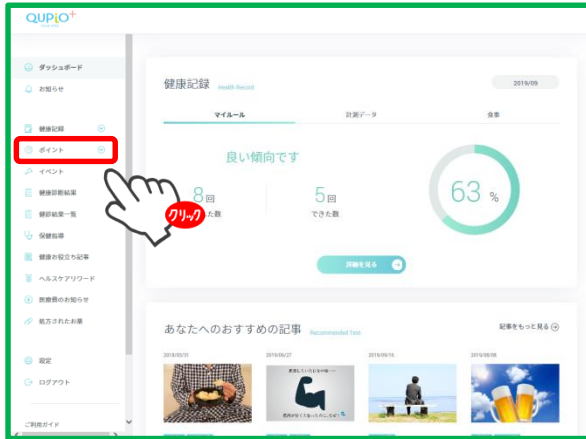 QUPiO+
ダッシュボード
お知らせ
健康記録
ポイント
イベント
健康診断結果
健診結果一覧
保健指導
健康お役立ち記事
ヘルスケアリワード
医療費のお知らせ
処方されたお薬
設定
ログアウト
ご利用ガイド
健康記録 Health Record
2019/09
マイルール 計測データ 食事
良い傾向です
8回
た数
5回
できた数
63 %
クリック
詳細を見る
あなたへのおすすめの記事 Recommended Text
記事をもっと見る
2019/05/31 2019/06/27 2019/09/16 2019/08/08